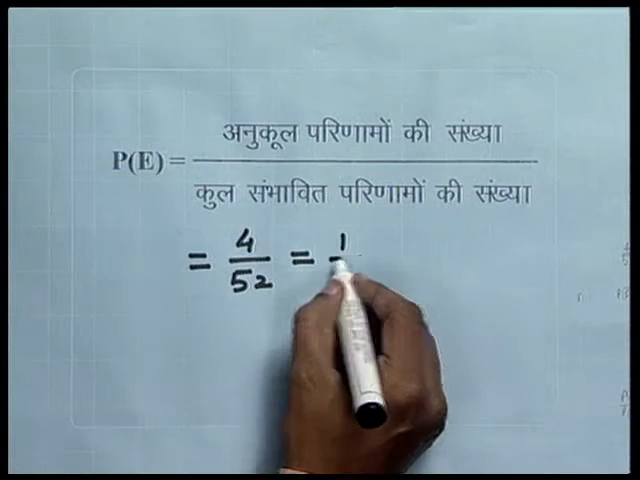 अनुकूल परिणामों की संख्या
P(E) =
कुल संभावित परिणामों की संख्या
= 4/52 = 1